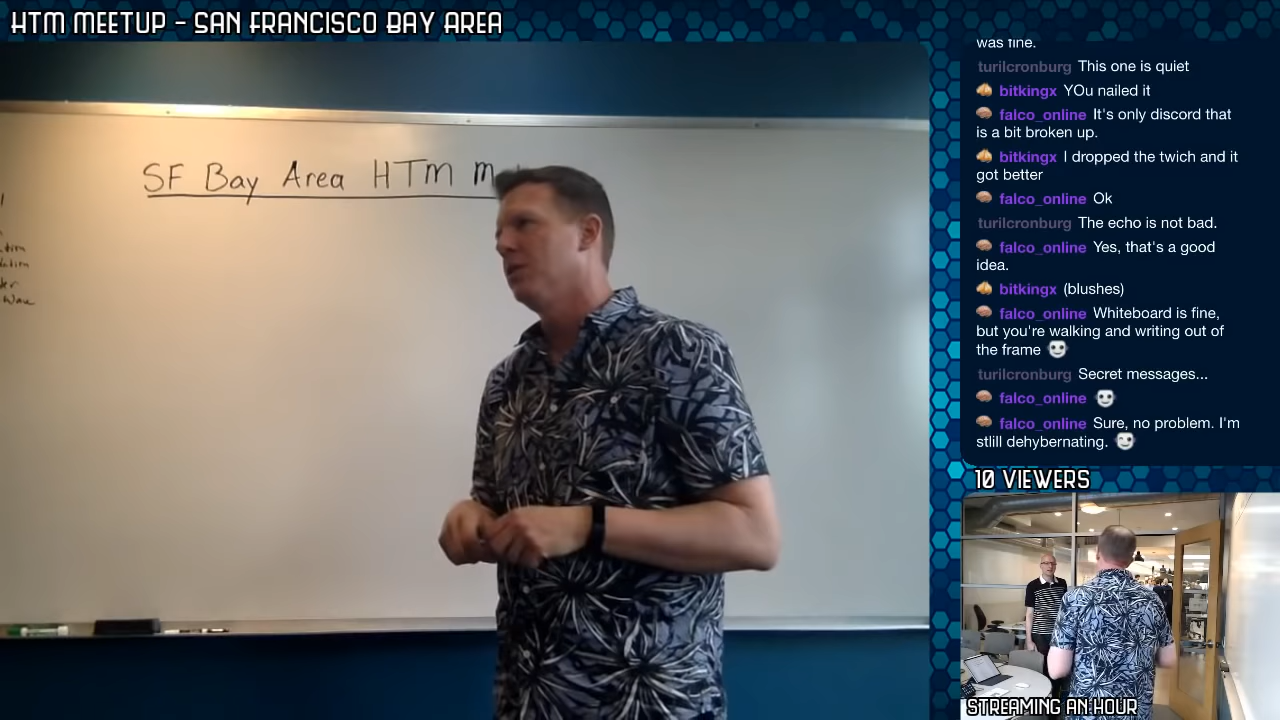 HTM MEETUP - SAN FRANCISCO BAY AREA
SF Bay Area HTM M
was fine.
turilcronburg This one is quiet
bitkingx YOu nailed it
falco_online It's only discord that
is a bit broken up.
bitkingx I dropped the twich and it
got better
falco_online Ok
turilcronburg The echo is not bad.
falco_online Yes, that's a good
idea.
bitkingx (blushes)
falco_online Whiteboard is fine,
but you're walking and writing out of
the frame
turilcronburg Secret messages...
falco_online
falco_online Sure, no problem. I'm
stlill dehybernating.
10 VIEWERS
STREAMING AN HOUR